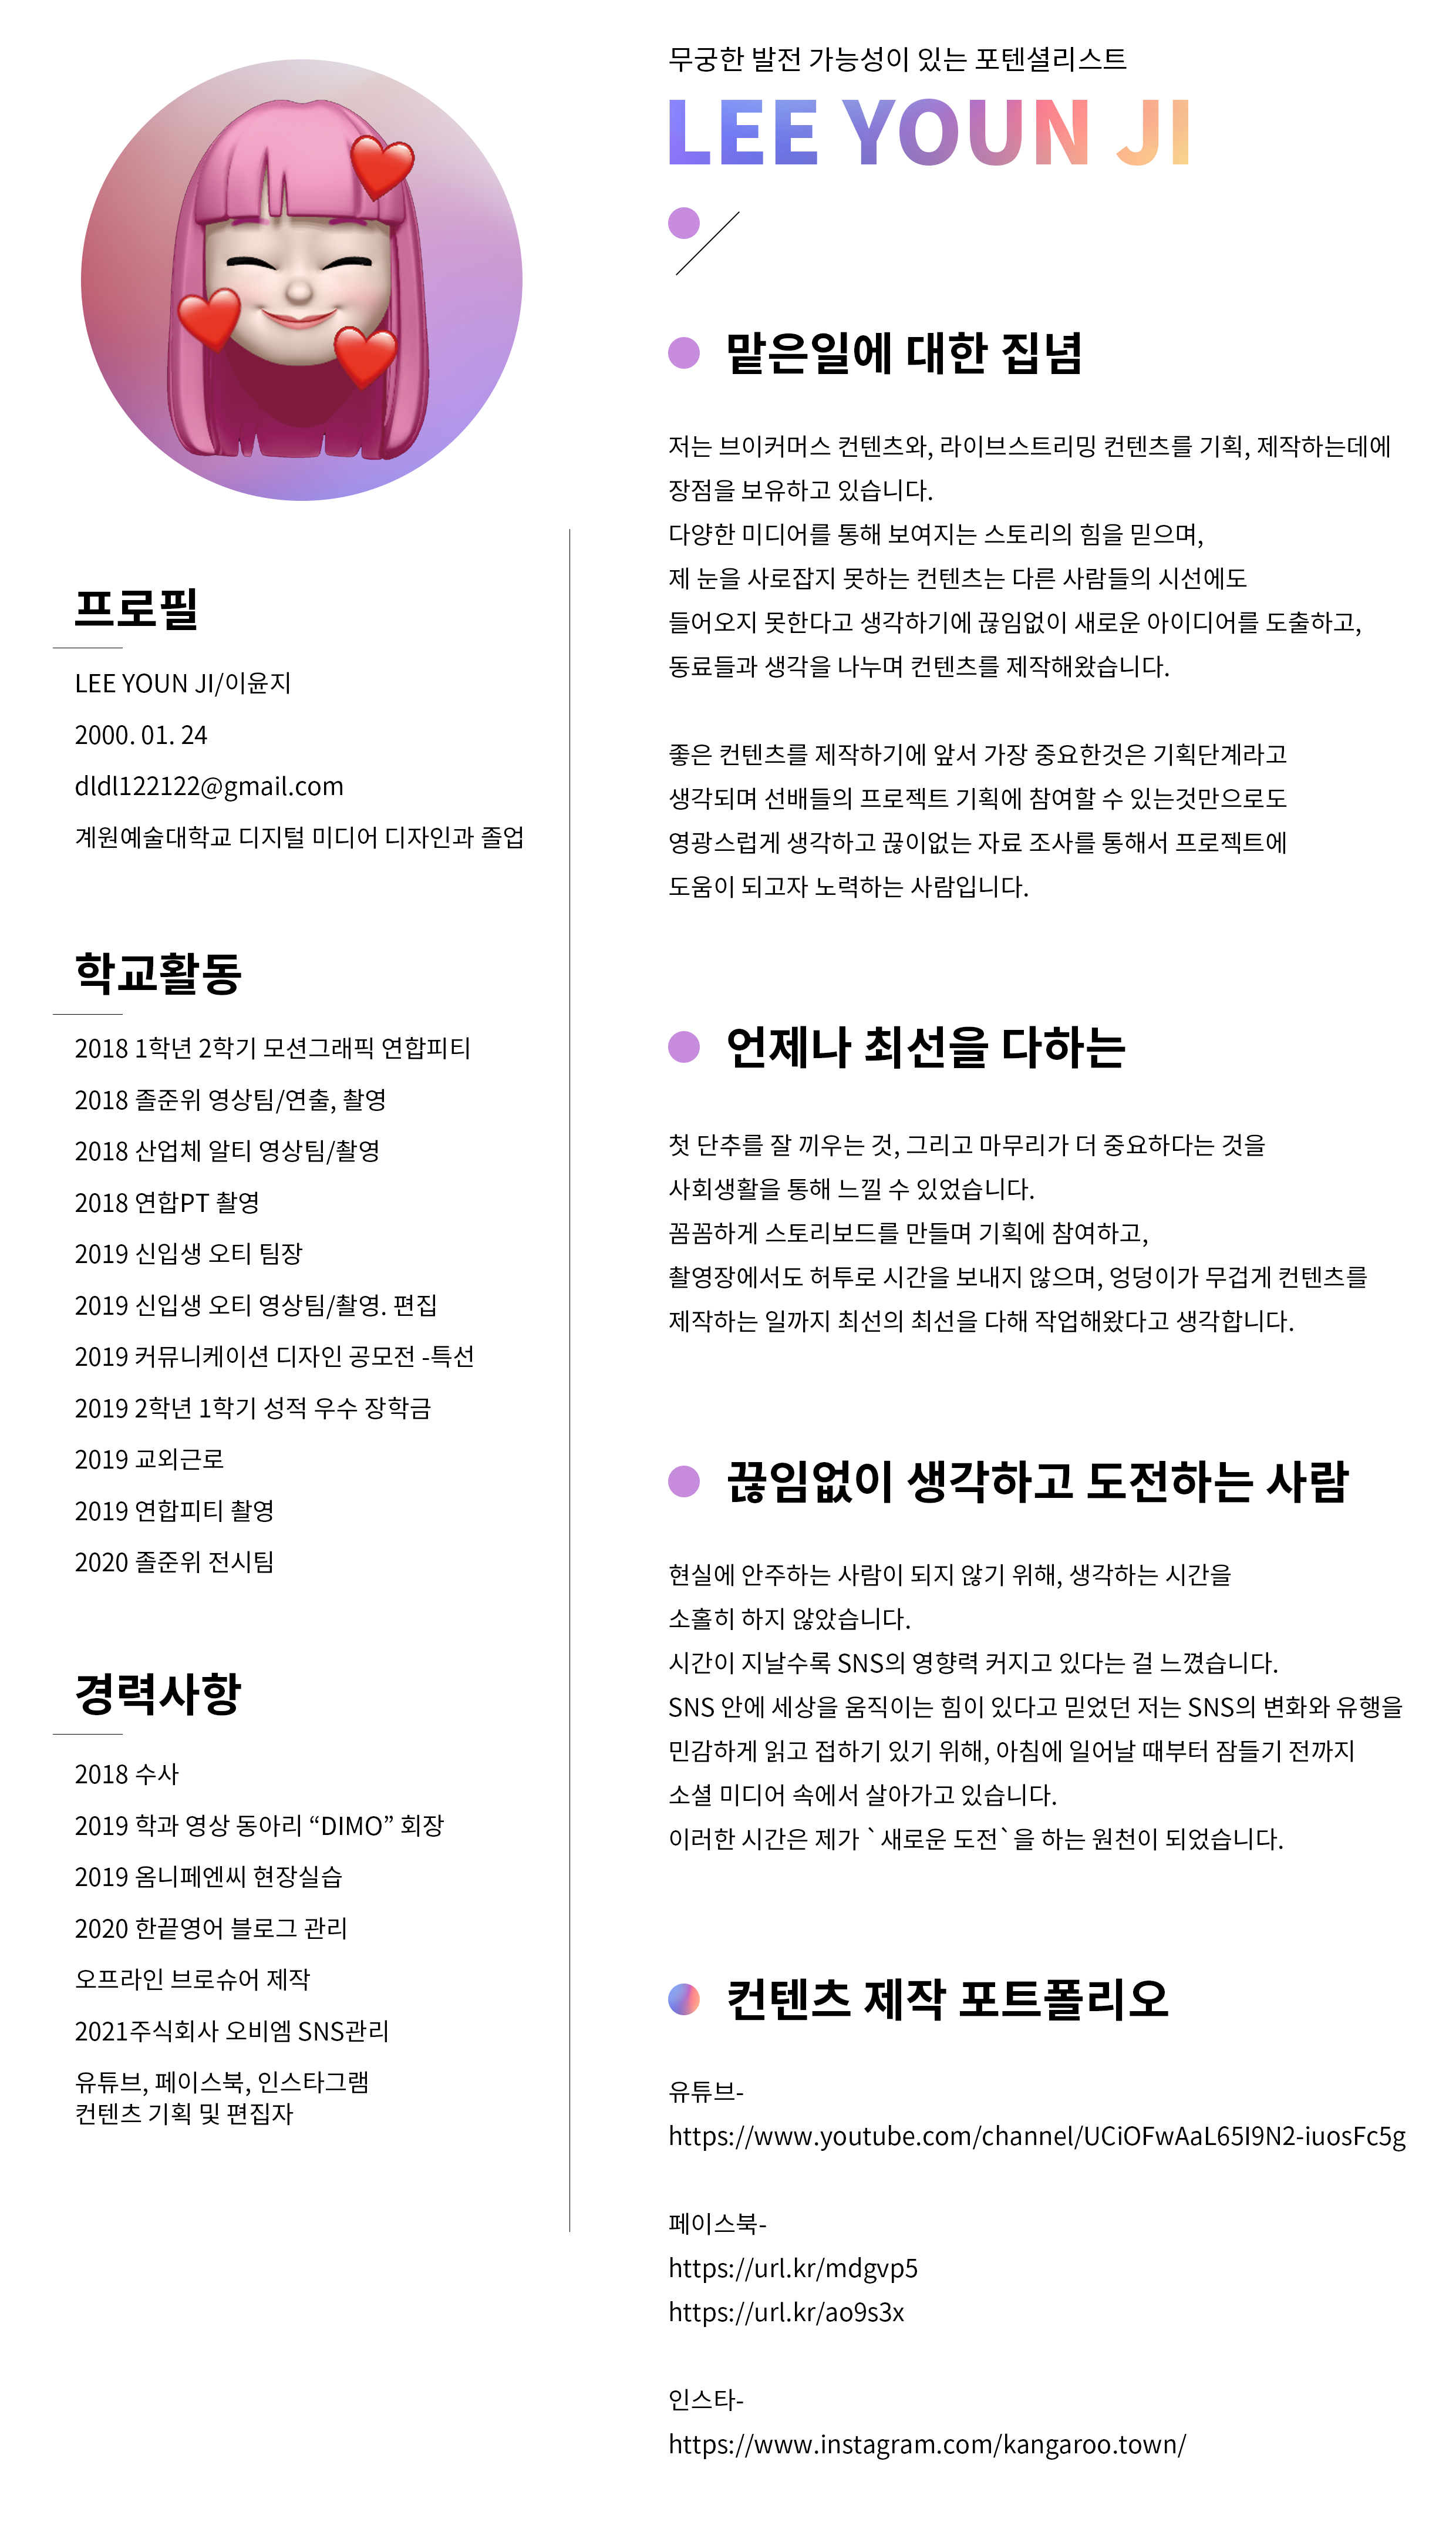 무궁한 발전 가능성이 있는 포텐셜리스트
LEE YOUN JI
프로필
LEE YOUN JI/이윤지
2000. 01. 24
dldl122122@gmail.com
계원예술대학교 디지털 미디어 디자인과 졸업
학교활동
2018 1학년 2학기 모션그래픽 연합피티
2018 졸준위 영상팀/연출, 촬영
2018 산업체 알티 영상팀/촬영
2018 연합PT 촬영
2019 신입생 오티 팀장
2019 신입생 오티 영상팀/촬영. 편집
2019 커뮤니케이션 디자인 공모전 -특선
2019 2학년 1학기 성적 우수 장학금
2019 교외근로
2019 연합피티 촬영
2020 졸준위 전시팀
경력사항
2018 수사
2019 학과 영상 동아리 “DIMO” 회장
2019 옴니페엔씨 현장실습
2020 한끝영어 블로그 관리
오프라인 브로슈어 제작
2021주식회사 오비엠 SNS관리
유튜브, 페이스북, 인스타그램
컨텐츠 기획 및 편집자
맡은일에 대한 집념
저는 브이커머스 컨텐츠와, 라이브스트리밍 컨텐츠를 기획, 제작하는데에
장점을 보유하고 있습니다.
다양한 미디어를 통해 보여지는 스토리의 힘을 믿으며,
제 눈을 사로잡지 못하는 컨텐츠는 다른 사람들의 시선에도
들어오지 못한다고 생각하기에 끊임없이 새로운 아이디어를 도출하고,
동료들과 생각을 나누며 컨텐츠를 제작해왔습니다.
좋은 컨텐츠를 제작하기에 앞서 가장 중요한것은 기획단계라고
생각되며 선배들의 프로젝트 기획에 참여할 수 있는것만으로도
영광스럽게 생각하고 끊이없는 자료 조사를 통해서 프로젝트에
도움이 되고자 노력하는 사람입니다.
언제나 최선을 다하는
첫 단추를 잘 끼우는 것, 그리고 마무리가 더 중요하다는 것을
사회생활을 통해 느낄 수 있었습니다.
꼼꼼하게 스토리보드를 만들며 기획에 참여하고,
촬영장에서도 허투로 시간을 보내지 않으며, 엉덩이가 무겁게 컨텐츠를
제작하는 일까지 최선의 최선을 다해 작업해왔다고 생각합니다.
끊임없이 생각하고 도전하는 사람
현실에 안주하는 사람이 되지 않기 위해, 생각하는 시간을
소홀히 하지 않았습니다.
시간이 지날수록 SNS의 영향력 커지고 있다는 걸 느꼈습니다.
SNS 안에 세상을 움직이는 힘이 있다고 믿었던 저는 SNS의 변화와 유행을
민감하게 읽고 접하기 있기 위해, 아침에 일어날 때부터 잠들기 전까지
소셜 미디어 속에서 살아가고 있습니다.
이러한 시간은 제가 `새로운 도전`을 하는 원천이 되었습니다.
컨텐츠 제작 포트폴리오
유튜브-
https://www.youtube.com/channel/UCiOFwAaL65I9N2-iuosFc5g
페이스북-
https://url.kr/mdgvp5
https://url.kr/ao9s3x
인스타-
https://www.instagram.com/kangaroo.town/